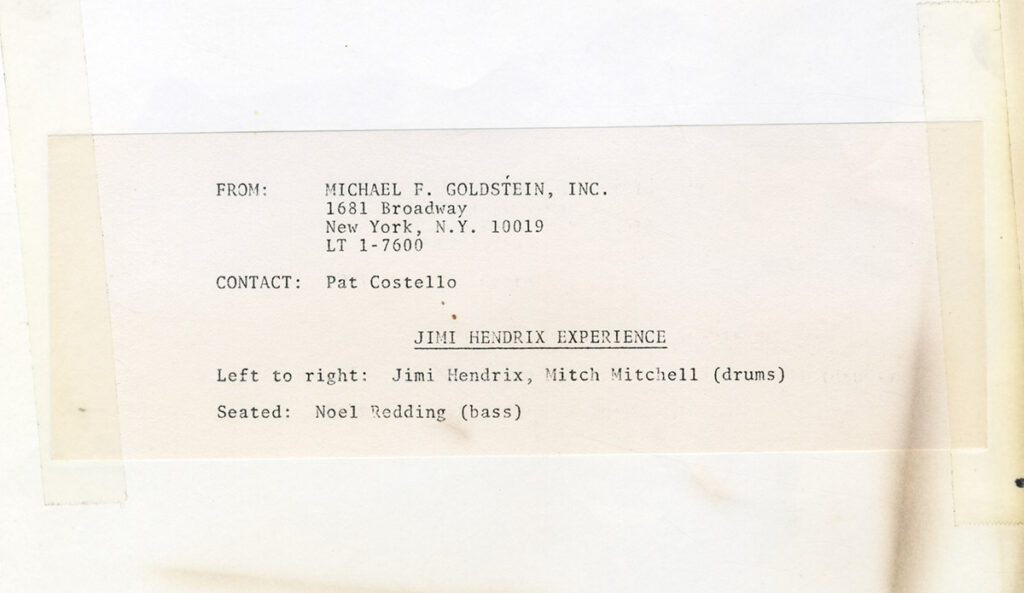 FROM: MICHAEL F. GOLDSTEIN, INC.
1681 Broadway
New York, N.Y. 10019
LT 1-7600
CONTACT: Pat Costello
JIMI HENDRIX EXPERIENCE
Left to right: Jimi Hendrix, Mitch Mitchell (drums)
Seated: Noel Redding (bass)